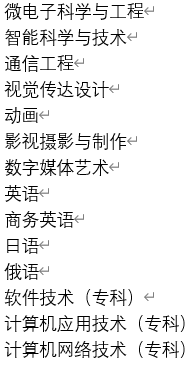 微电子科学与工程
智能科学与技术
通信工程
视觉传达设计
动画
影视摄影与制作
数字媒体艺术
英语
商务英语
日语
俄语
软件技术（专科）
计算机应用技术（专科）
计算机网络技术（专科）